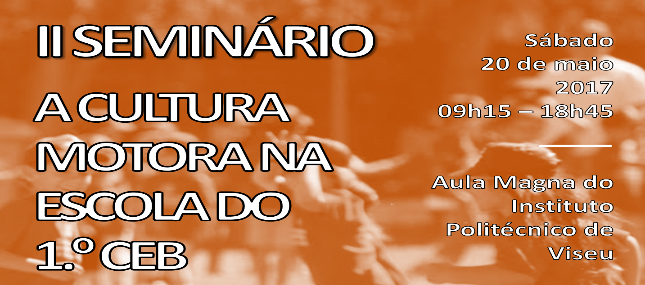 II SEMINÁRIO
A CULTURA
MOTORA NA
ESCOLA DO
1.º CEB
Sábado
20 de maio
2017
09h15 – 18h45
Aula Magna do
Instituto
Politécnico de
Viseu